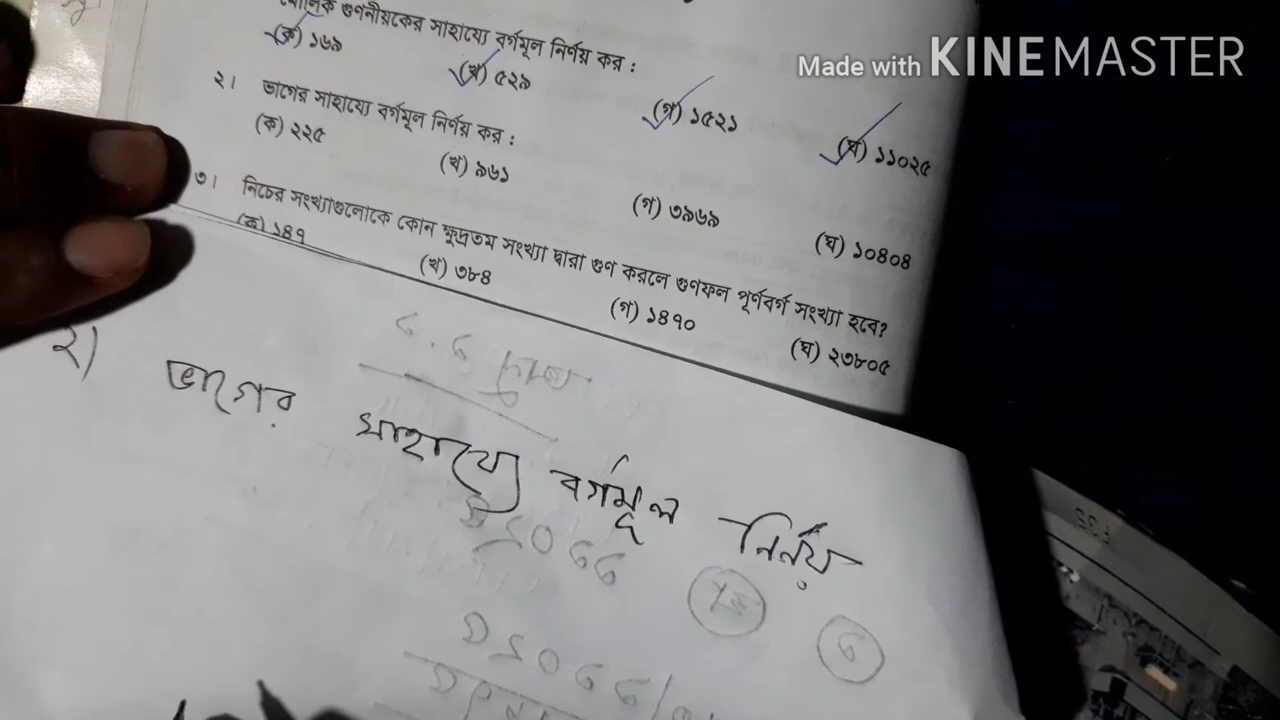 Made with KINEMASTER
গুণনীয়কের সাহায্যে বর্গমূল নির্ণয় কর :
(ক) ১৬৯ (খ) ৫২৯ (গ) ১৫২১ (ঘ) ১১০২৫
২। ভাগের সাহায্যে বর্গমূল নির্ণয় কর :
(ক) ২২৫ (খ) ৯৬১ (গ) ৩৯৬৯ (ঘ) ১০৪০৪
৩। নিচের সংখ্যাগুলোকে কোন ক্ষুদ্রতম সংখ্যা দ্বারা গুণ করলে গুণফল পূর্ণবর্গ সংখ্যা হবে?
(ক) ১৪৭ (খ) ৩৮৪ (গ) ১৪৭০ (ঘ) ২৩৮০৫
২) ভাগের সাহায্যে বর্গমূল নির্ণয়